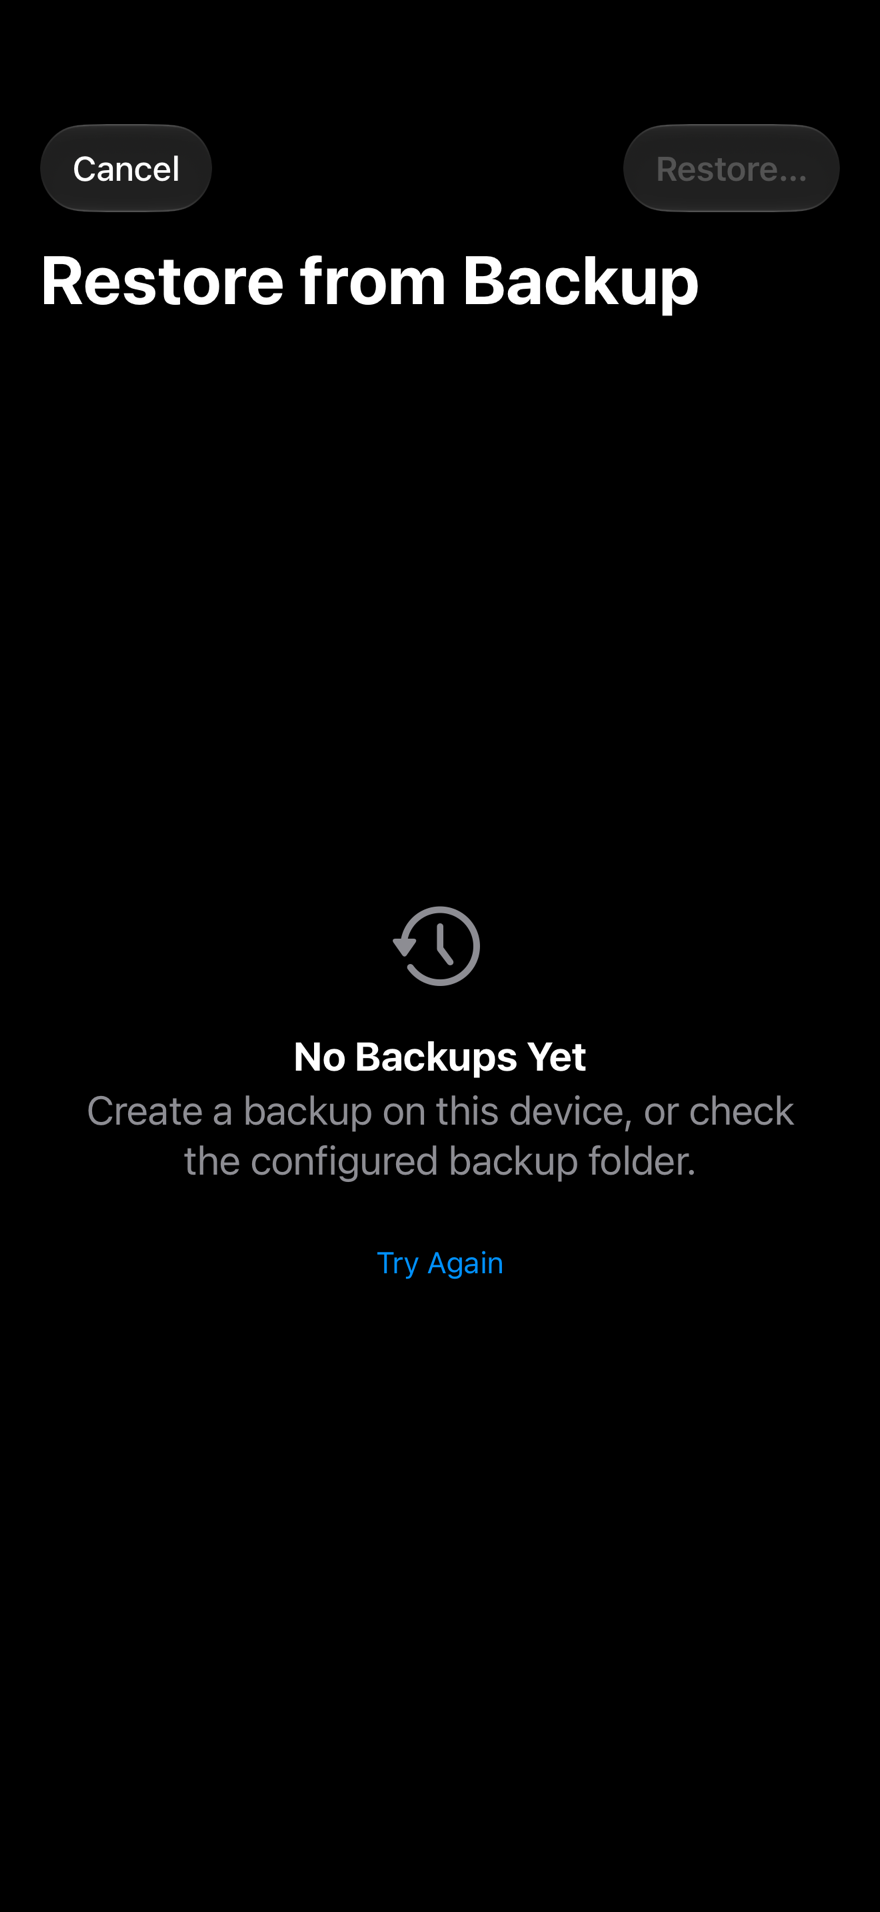 Cancel
Restore...
Restore from Backup
No Backups Yet
Create a backup on this device, or check
the configured backup folder.
Try Again